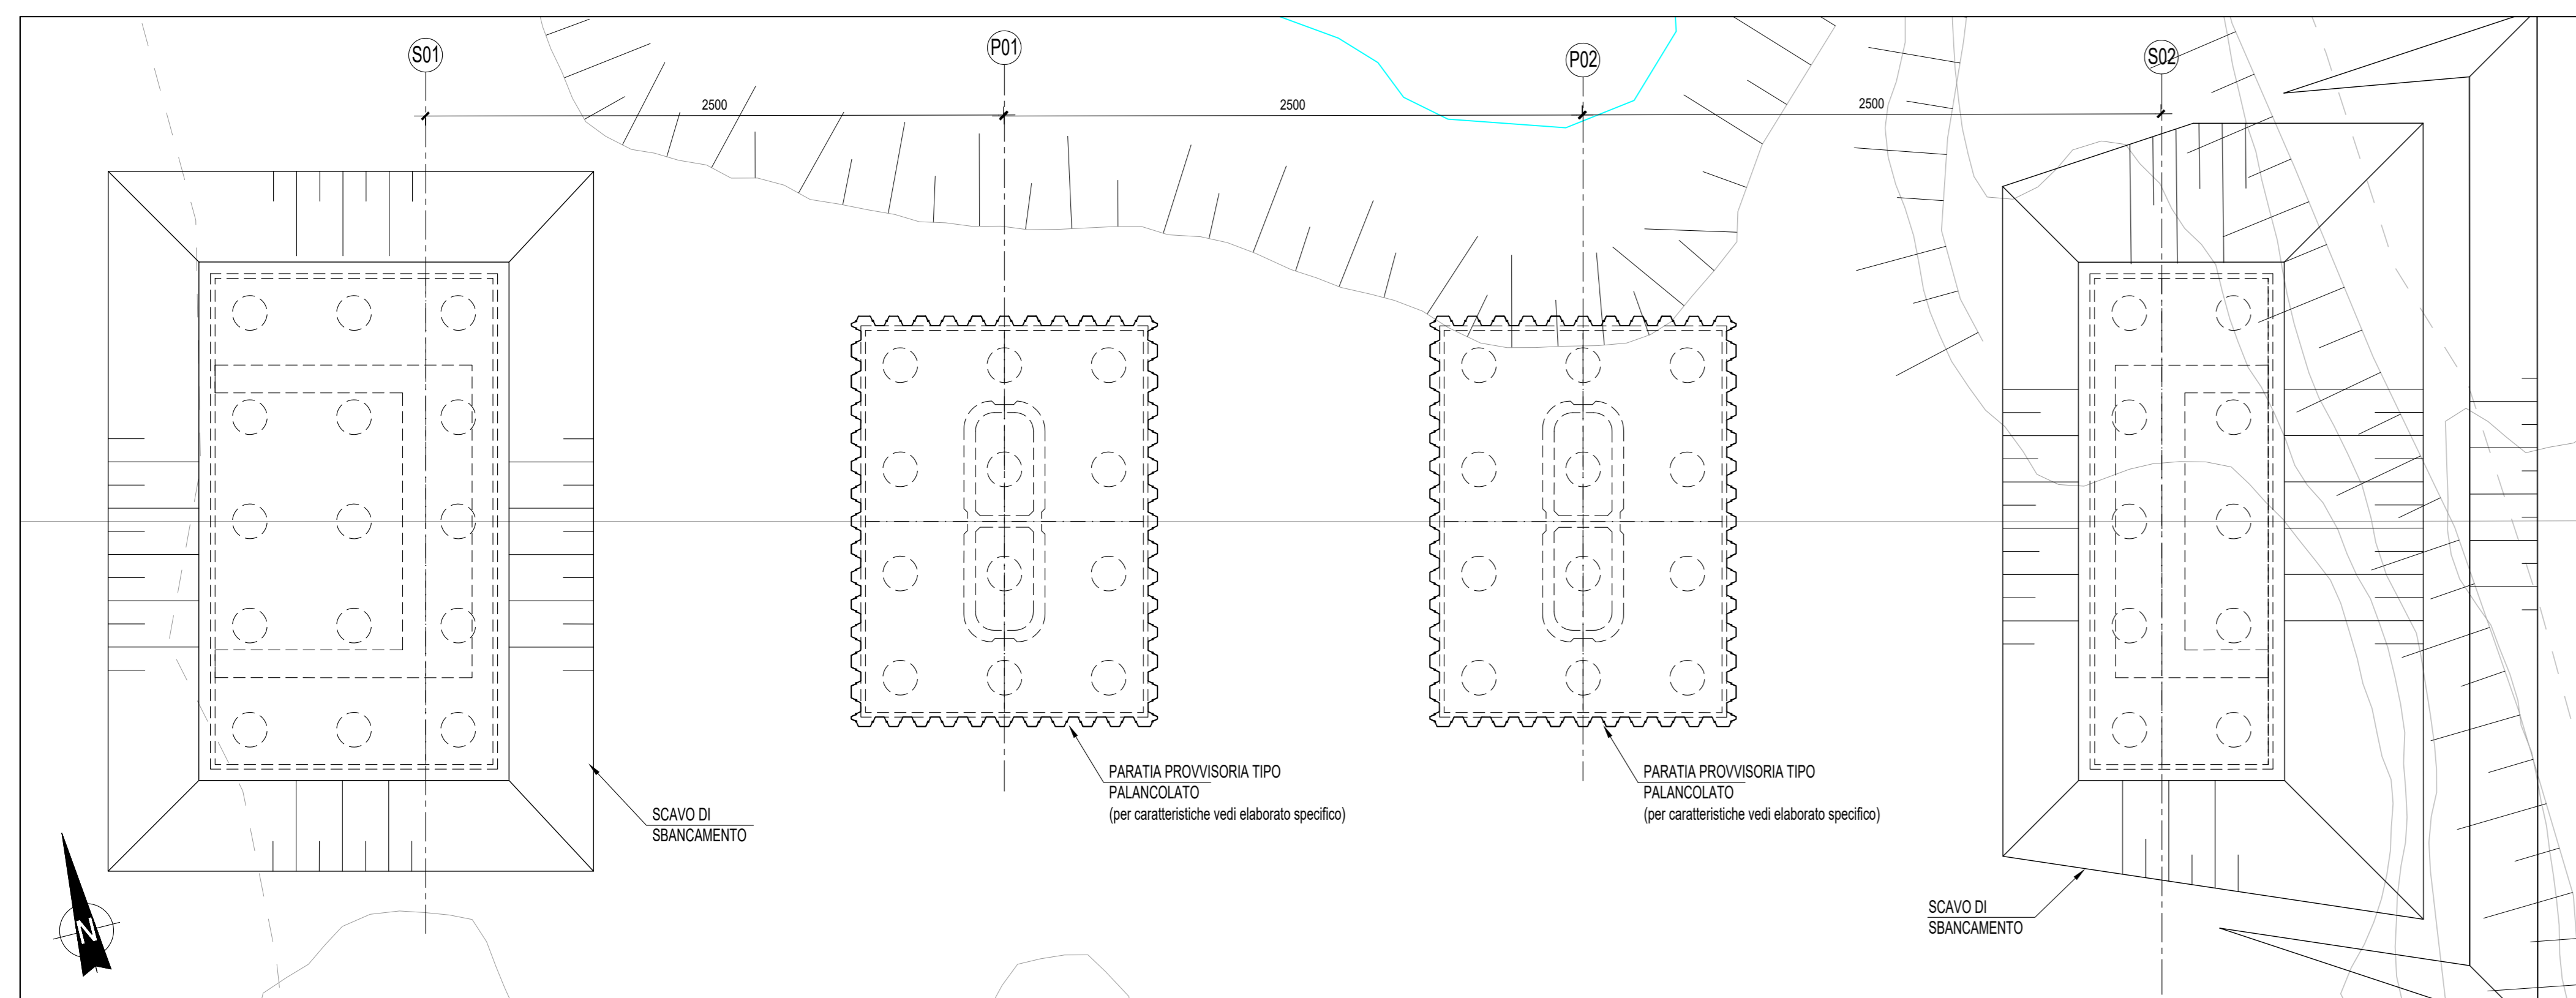 S01
P01
P02
S02
2500
2500
2500
PARATIA PROVVISORIA TIPO
PALANCOLATO
(per caratteristiche vedi elaborato specifico)
PARATIA PROVVISORIA TIPO
PALANCOLATO
(per caratteristiche vedi elaborato specifico)
SCAVO DI
SBANCAMENTO
SCAVO DI
SBANCAMENTO
N